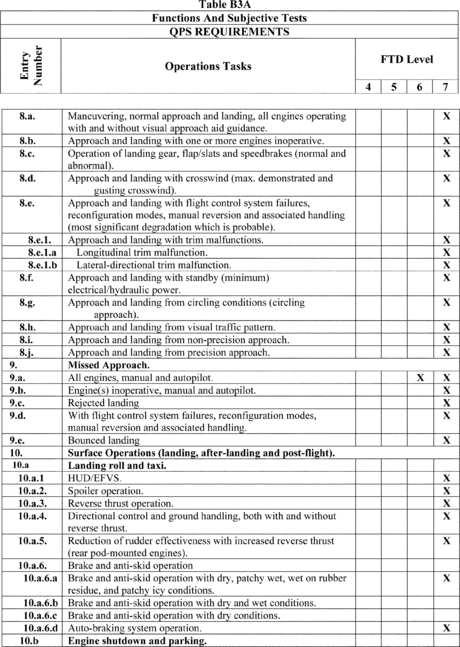 Table B3A
Functions And Subjective Tests
QPS REQUIREMENTS
Entry Number
Operations Tasks
FTD Level
4 5 6 7
8.a. Maneuvering, normal approach and landing, all engines operating X
with and without visual approach aid guidance.
8.b. Approach and landing with one or more engines inoperative. X
8.c. Operation of landing gear, flap/slats and speedbrakes (normal and X
abnormal).
8.d. Approach and landing with crosswind (max. demonstrated and X
gusting crosswind).
8.e. Approach and landing with flight control system failures, X
reconfiguration modes, manual reversion and associated handling
(most significant degradation which is probable).
8.e.1. Approach and landing with trim malfunctions. X
8.e.1.a Longitudinal trim malfunction. X
8.e.1.b Lateral-directional trim malfunction. X
8.f. Approach and landing with standby (minimum) X
electrical/hydraulic power.
8.g. Approach and landing from circling conditions (circling X
approach).
8.h. Approach and landing from visual traffic pattern. X
8.i. Approach and landing from non-precision approach. X
8.j. Approach and landing from precision approach. X
9. Missed Approach.
9.a. All engines, manual and autopilot. X X
9.b. Engine(s) inoperative, manual and autopilot. X
9.c. Rejected landing X
9.d. With flight control system failures, reconfiguration modes, X
manual reversion and associated handling.
9.e. Bounced landing X
10. Surface Operations (landing, after-landing and post-flight).
10.a Landing roll and taxi.
10.a.1 HUD/EFVS. X
10.a.2. Spoiler operation. X
10.a.3. Reverse thrust operation. X
10.a.4. Directional control and ground handling, both with and without X
reverse thrust.
10.a.5. Reduction of rudder effectiveness with increased reverse thrust X
(rear pod-mounted engines).
10.a.6. Brake and anti-skid operation
10.a.6.a Brake and anti-skid operation with dry, patchy wet, wet on rubber X
residue, and patchy icy conditions.
10.a.6.b Brake and anti-skid operation with dry and wet conditions.
10.a.6.c Brake and anti-skid operation with dry conditions.
10.a.6.d Auto-braking system operation. X
10.b Engine shutdown and parking.